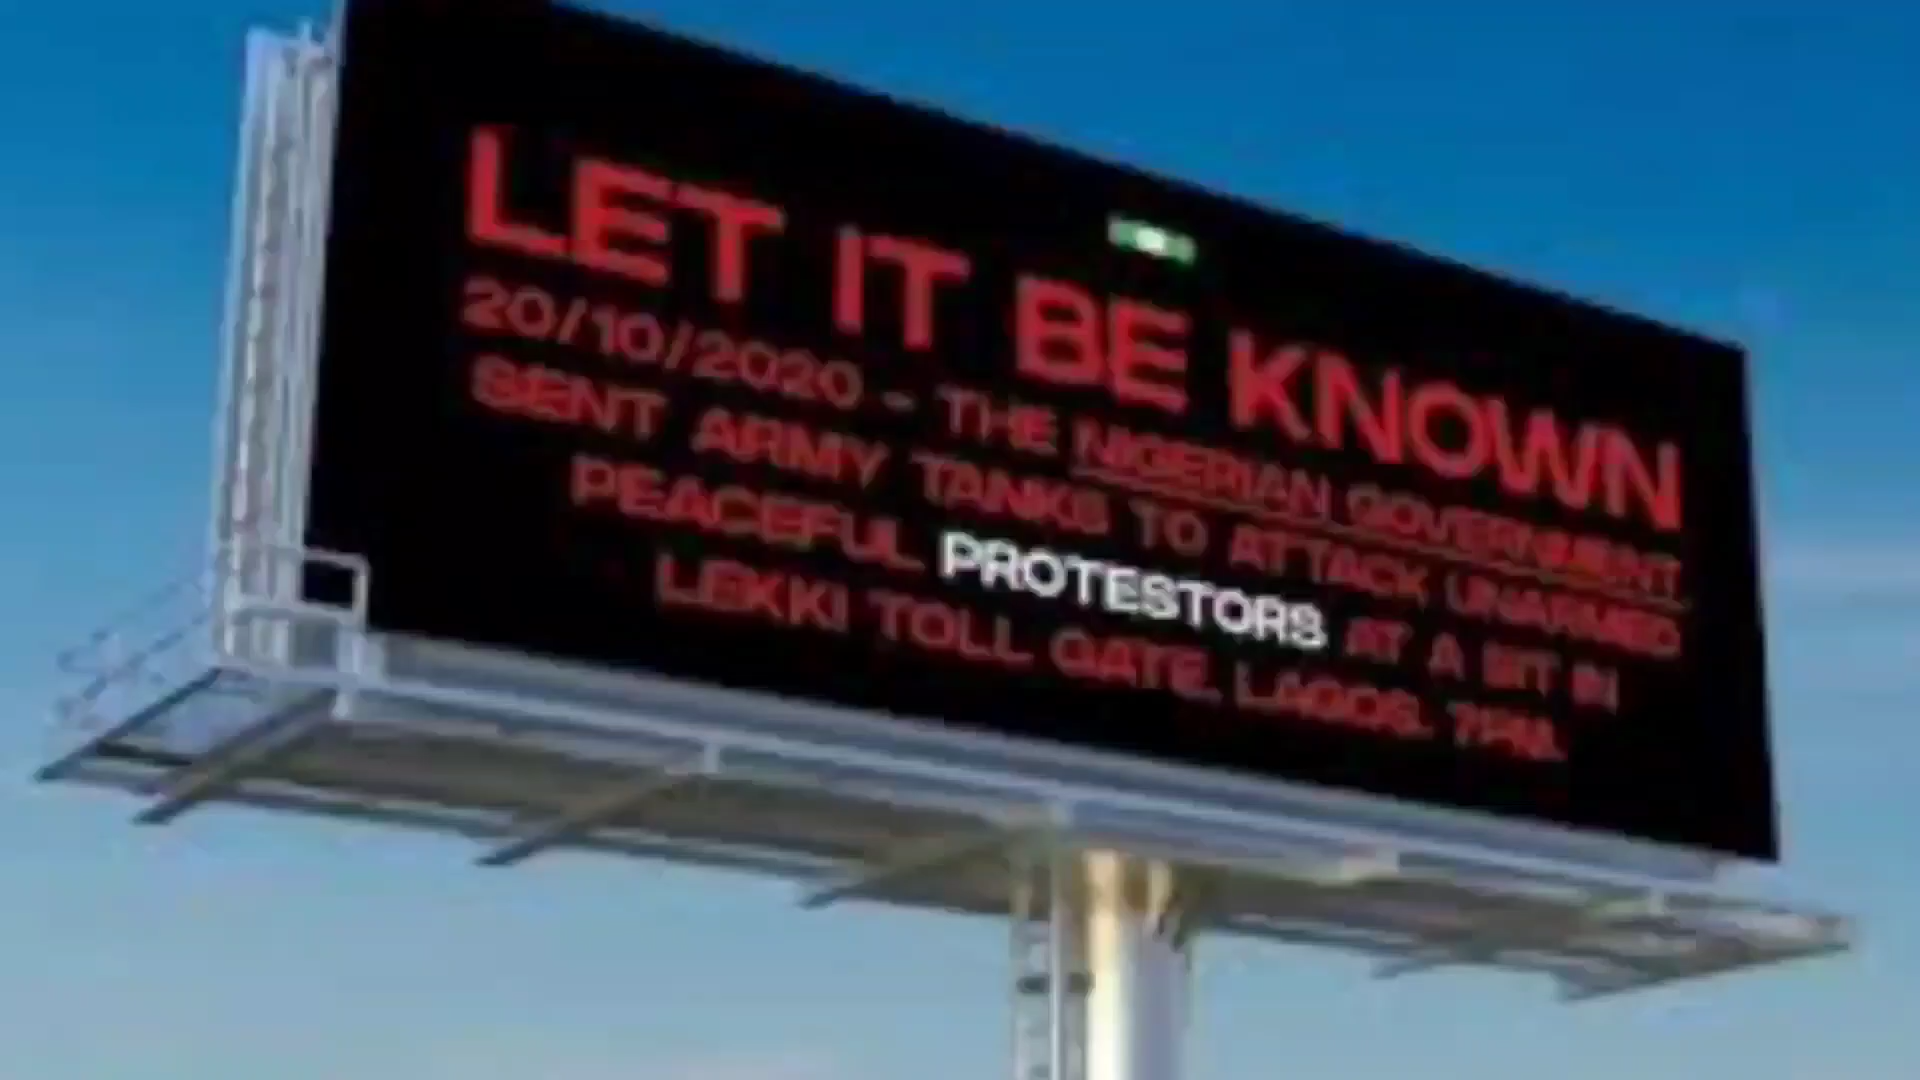 LET IT BE KNOWN
20/10/2020 - THE NIGERIAN GOVERNMENT
SENT ARMY TANKS TO ATTACK UNARMED
PEACEFUL PROTESTORS AT A SIT IN
LEKKI TOLL GATE, LAGOS. 7PM.